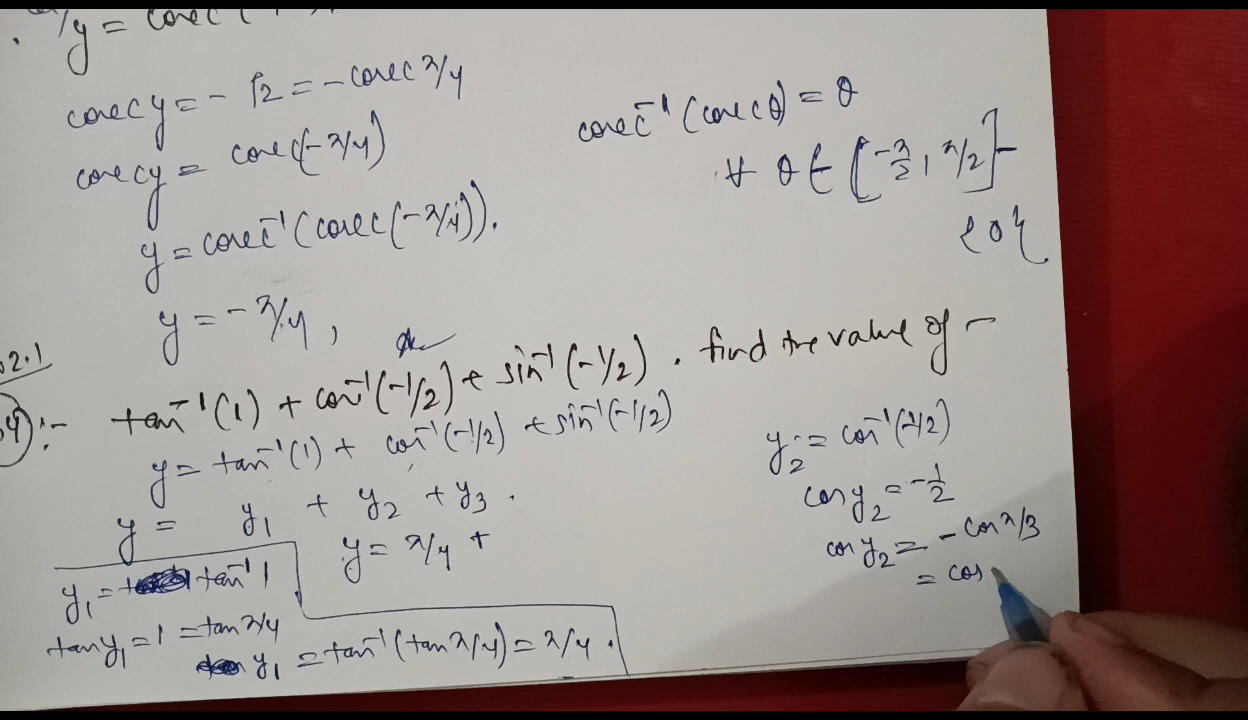 y = cosec
cosec y = - √2 = - cosec π/4
cosec y = cosec(-π/4)
y = cosec⁻¹(cosec(-π/4)).
y = -π/4,
cosec⁻¹(cosec θ) = θ
∀ θ ∈ [-π/2, π/2] -
{0}
2.1
tan⁻¹(1) + cos⁻¹(-1/2) + sin⁻¹(-1/2). find the value of -
y = tan⁻¹(1) + cos⁻¹(-1/2) + sin⁻¹(-1/2)
y = y₁ + y₂ + y₃.
y = π/4 +
y₁ = tan⁻¹1
tan y₁ = 1 = tan π/4
y₁ = tan⁻¹(tan π/4) = π/4.
y₂ = cos⁻¹(-1/2)
cos y₂ = -1/2
cos y₂ = - cos π/3
= cos